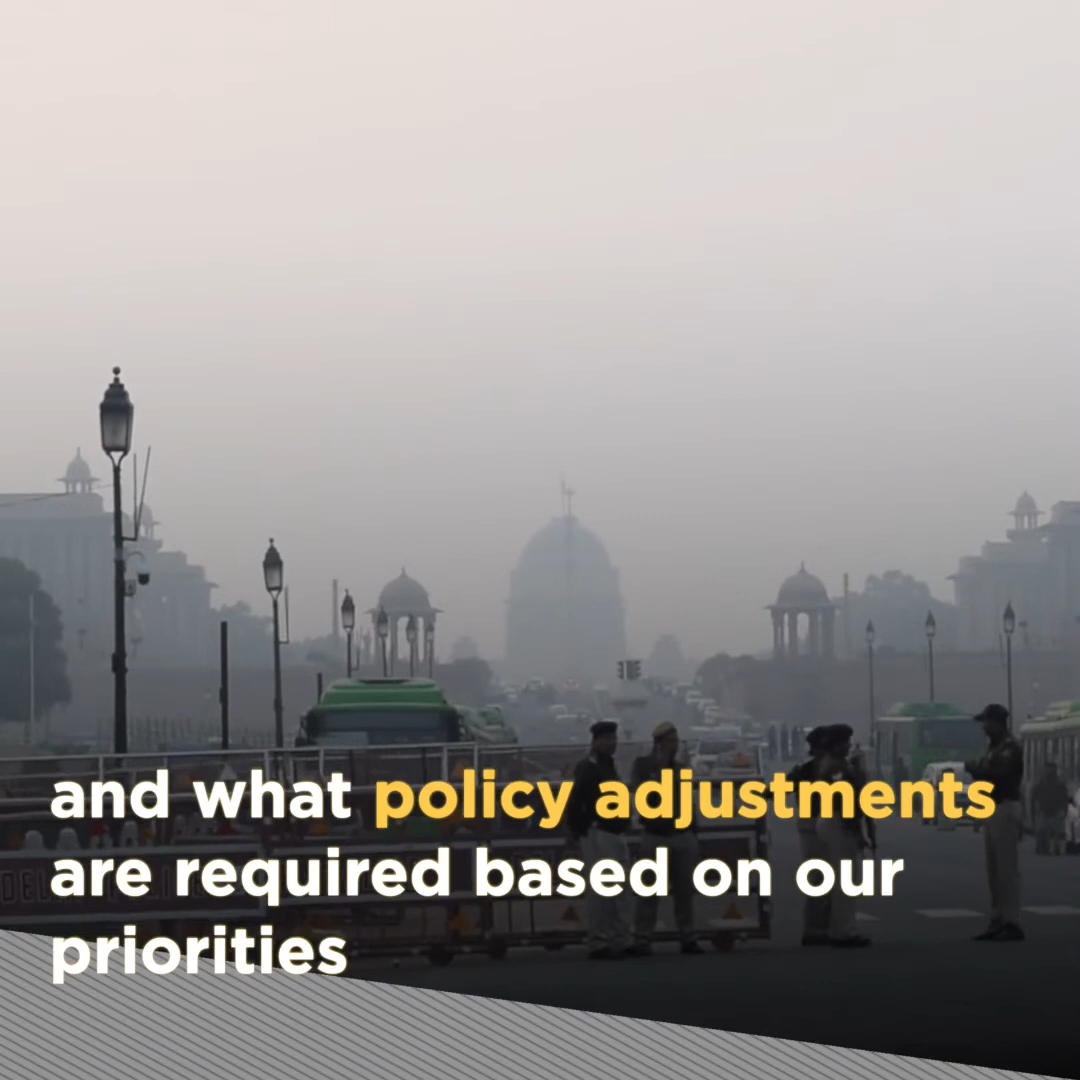 and what policy adjustments
are required based on our
priorities